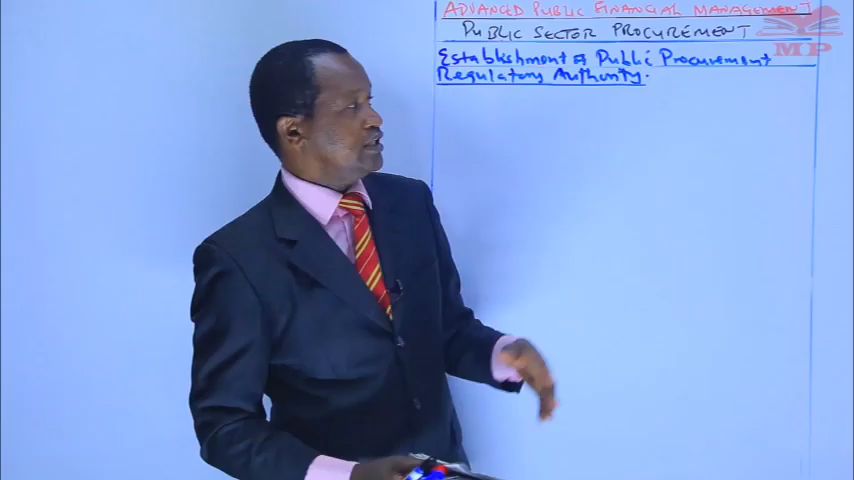 ADVANCED PUBLIC FINANCIAL MANAGEMENT
PUBLIC SECTOR PROCUREMENT
Establishment of Public Procurement
Regulatory Authority.
MP